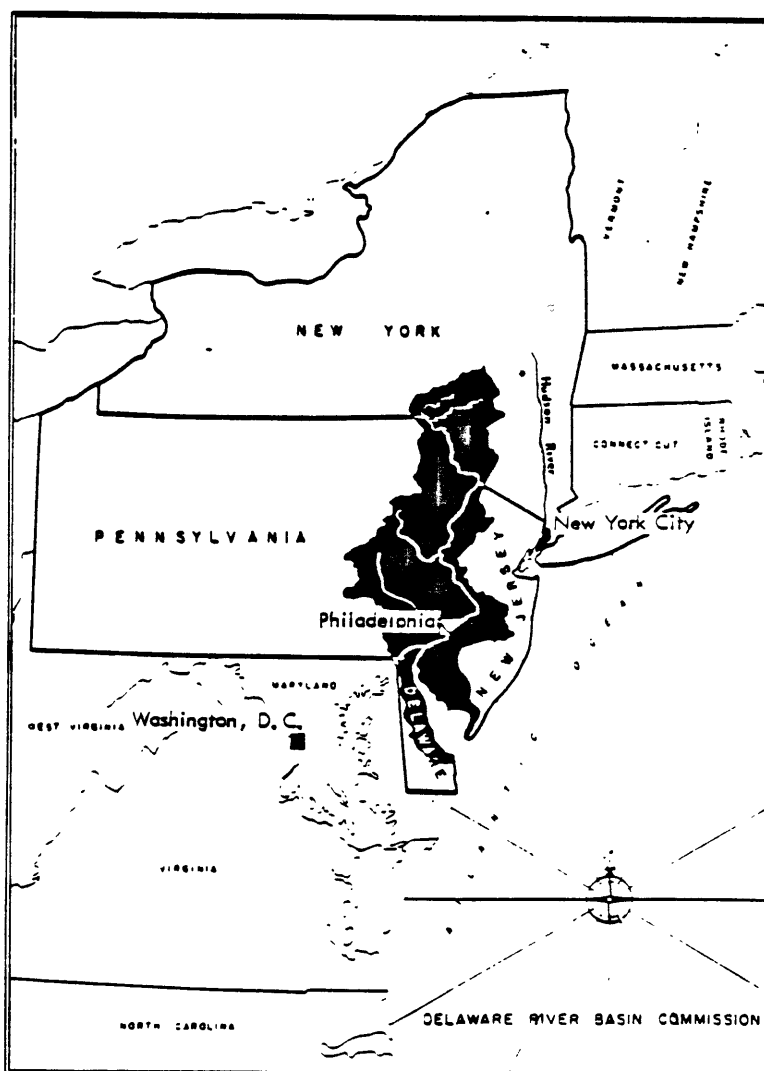 VERMONT
NEW HAMPSHIRE
NEW YORK
MASSACHUSETTS
Hudson River
CONNECTICUT
RHODE
ISLAND
PENNSYLVANIA
New York City
NEW JERSEY
Philadelphia
OCEAN
MARYLAND
DELAWARE
WEST VIRGINIA
Washington, D.C.
VIRGINIA
DELAWARE RIVER BASIN COMMISSION
NORTH CAROLINA